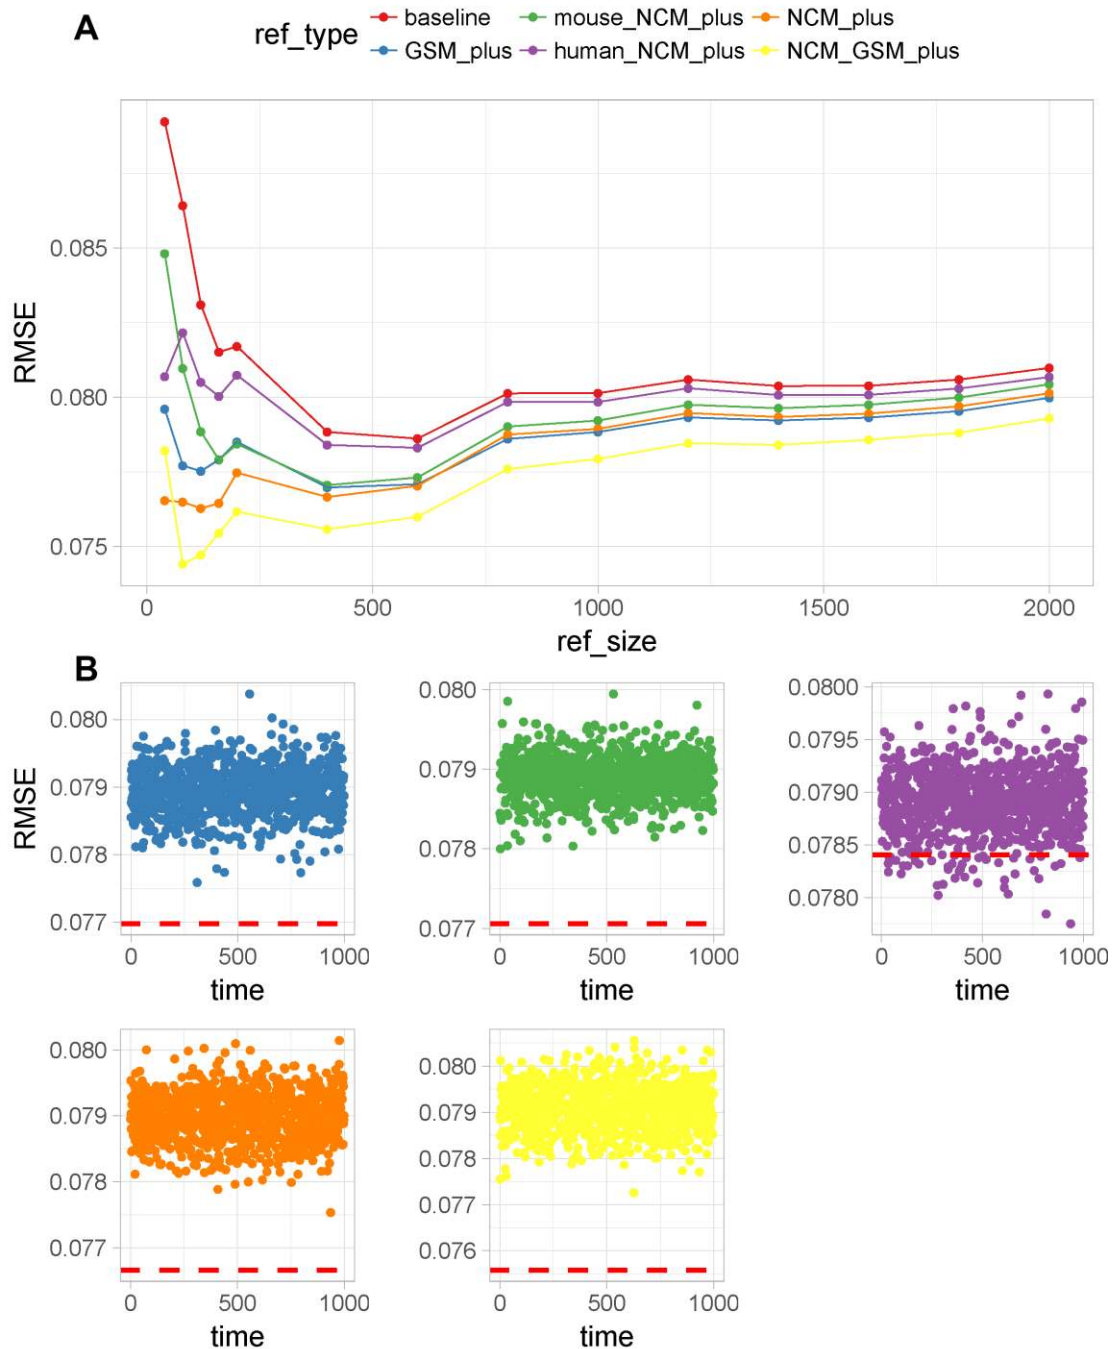 A
ref_type
baseline mouse_NCM_plus NCM_plus
GSM_plus human_NCM_plus NCM_GSM_plus
RMSE
0.085
0.080
0.075
0 500 1000 1500 2000
ref_size
B
RMSE
0.080
0.079
0.078
0.077
0 500 1000
time
0.080
0.079
0.078
0.077
0 500 1000
time
0.0800
0.0795
0.0790
0.0785
0.0780
0 500 1000
time
0.080
0.079
0.078
0.077
0 500 1000
time
0.080
0.079
0.078
0.077
0.076
0 500 1000
time